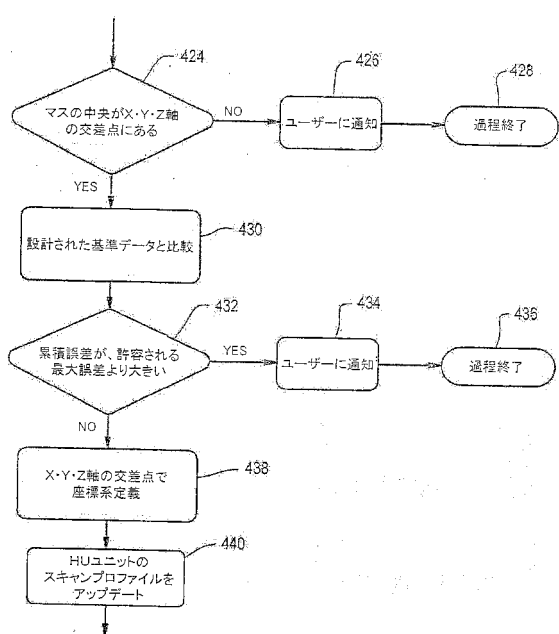 424
マスの中央がX・Y・Z軸
の交差点にある
NO
426
ユーザーに通知
428
過程終了
YES
430
設計された基準データと比較
432
累積誤差が、許容される
最大誤差より大きい
YES
434
ユーザーに通知
436
過程終了
NO
438
X・Y・Z軸の交差点で
座標系定義
440
HUユニットの
スキャンプロファイルを
アップデート